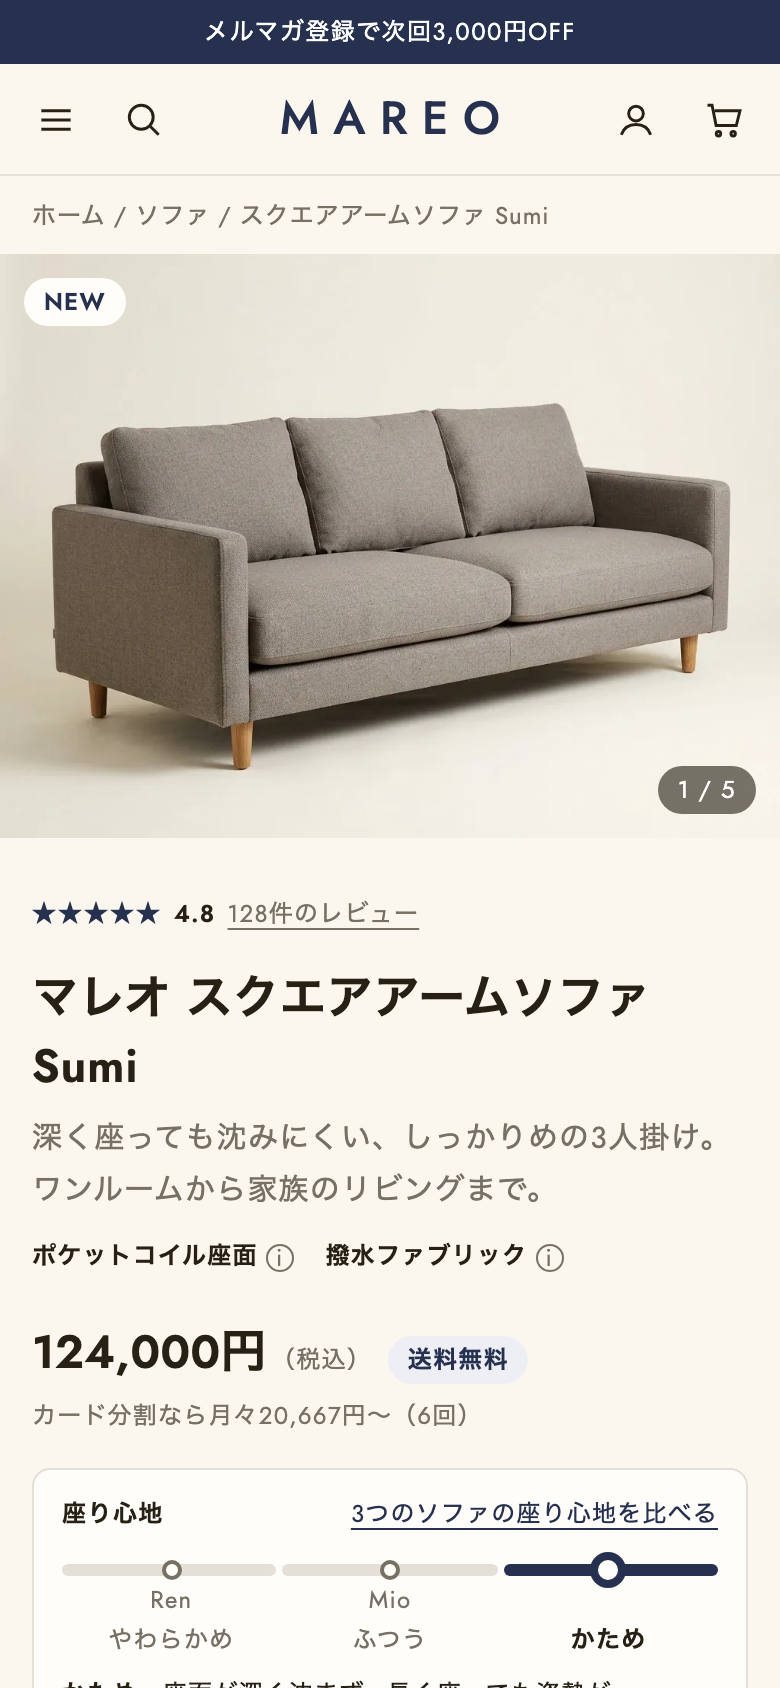 メルマガ登録で次回3,000円OFF
MAREO
ホーム / ソファ / スクエアアームソファ Sumi
NEW
1 / 5
★★★★★ 4.8 128件のレビュー
マレオ スクエアアームソファ
Sumi
深く座っても沈みにくい、しっかりめの3人掛け。
ワンルームから家族のリビングまで。
ポケットコイル座面 ⓘ 撥水ファブリック ⓘ
124,000円（税込） 送料無料
カード分割なら月々20,667円〜（6回）
座り心地 3つのソファの座り心地を比べる
Ren Mio
やわらかめ ふつう かため